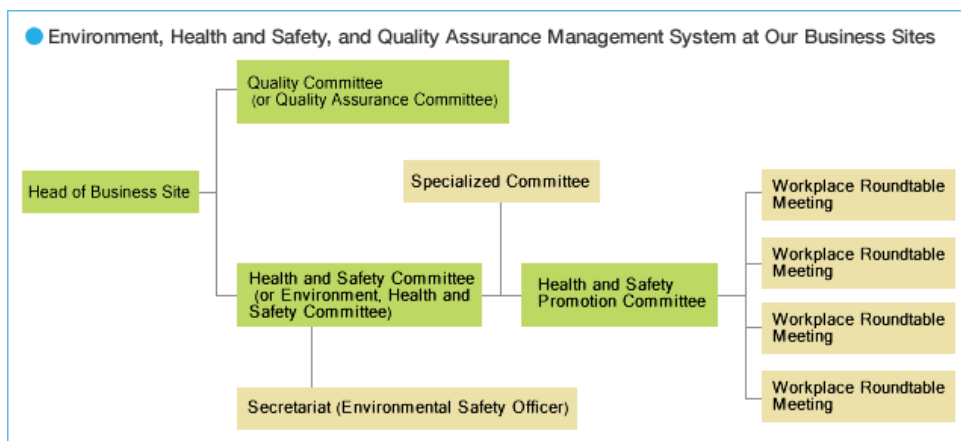 Environment, Health and Safety, and Quality Assurance Management System at Our Business Sites
Quality Committee
(or Quality Assurance Committee)
Head of Business Site
Specialized Committee
Health and Safety Committee
(or Environment, Health and
Safety Committee)
Health and Safety
Promotion Committee
Secretariat (Environmental Safety Officer)
Workplace Roundtable
Meeting
Workplace Roundtable
Meeting
Workplace Roundtable
Meeting
Workplace Roundtable
Meeting